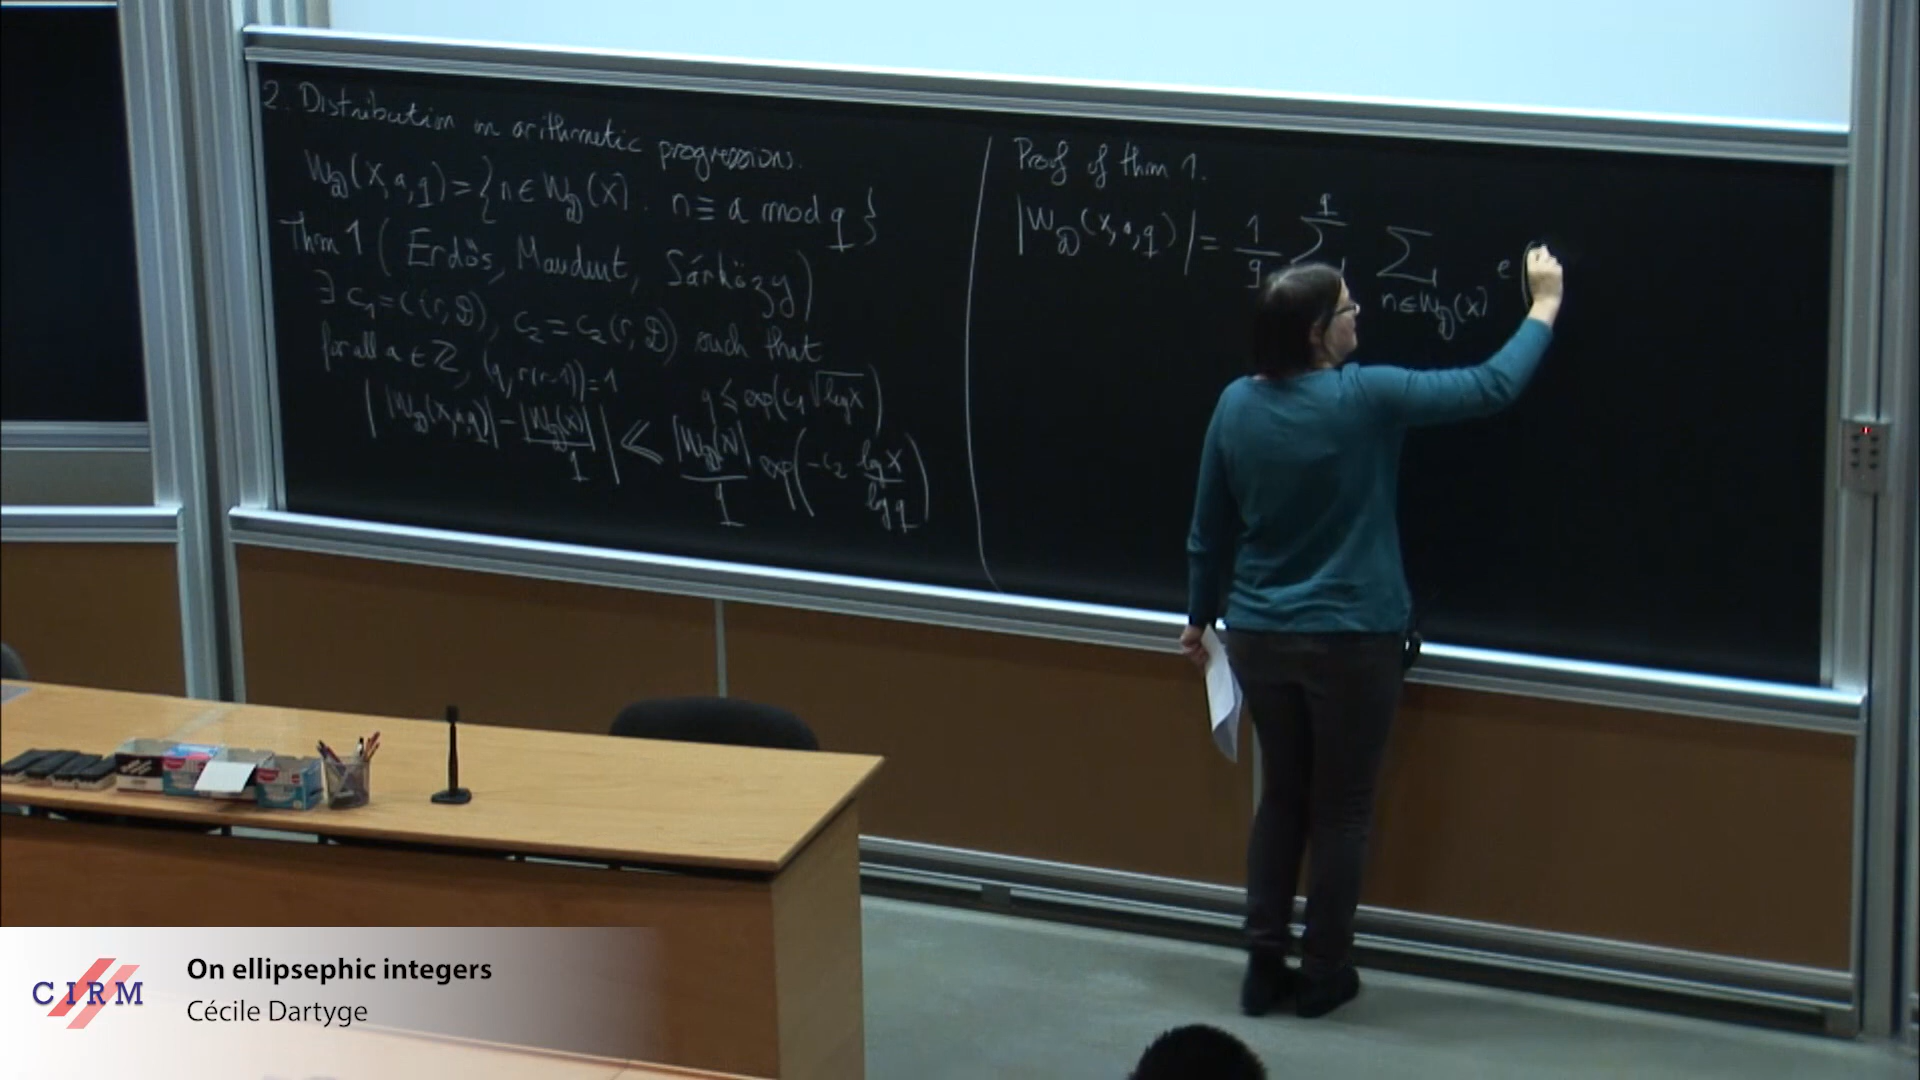 2. Distribution in arithmetic progressions.
W_𝒟(X,a,q) = {n ∈ W_𝒟(X). n ≡ a mod q}
Thm 1 (Erdös, Mauduit, Sárközy)
∃ c₁ = c(r,𝒟), c₂ = c₂(r,𝒟) such that
for all a ∈ ℤ, (q, r(r-1)) = 1
q ≤ exp(c₁ √log X)
| |W_𝒟(X,a,q)| - |W_𝒟(X)|/q | ≪ |W_𝒟(X)|/q exp(-c₂ log X/log q)
Proof of thm 1.
|W_𝒟(X,a,q)| = 1/q Σ^q Σ_{n∈W_𝒟(X)} e(
CIRM
On ellipsephic integers
Cécile Dartyge